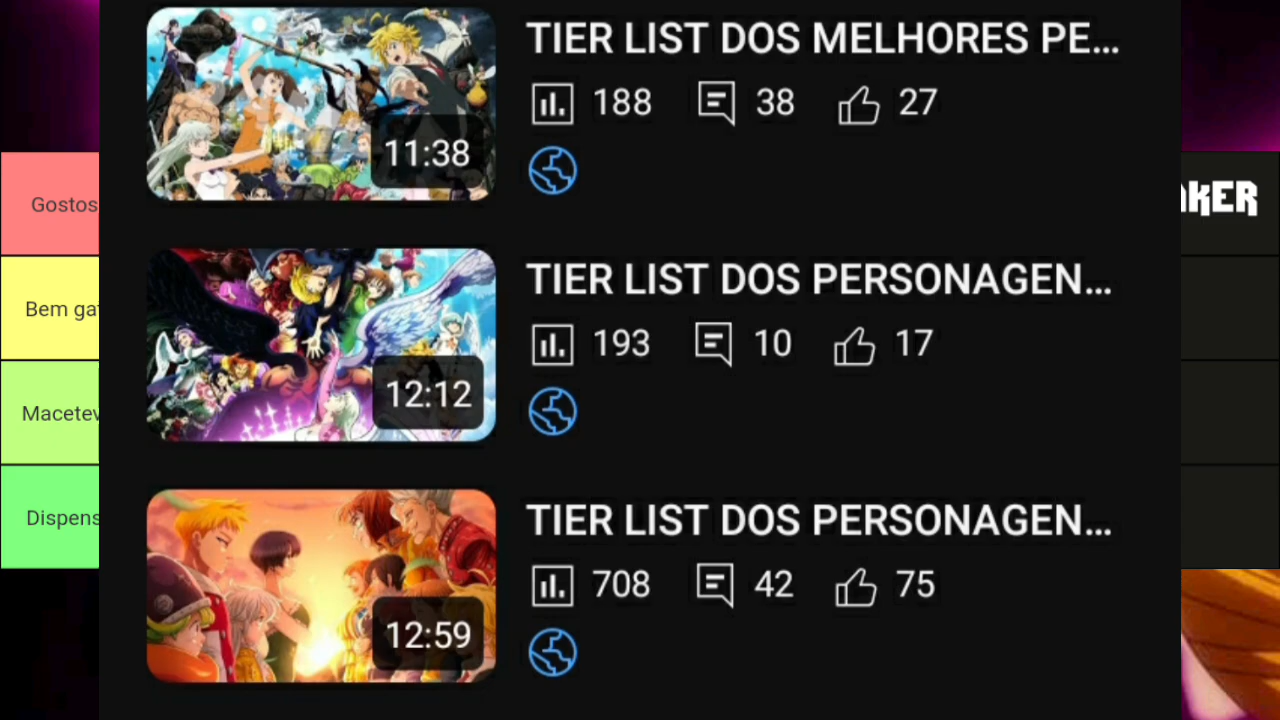 TIER LIST DOS MELHORES PE...
188 38 27
11:38
Gostos
AKER
TIER LIST DOS PERSONAGEN...
Bem gat
193 10 17
12:12
Macetev
TIER LIST DOS PERSONAGEN...
Dispens
708 42 75
12:59